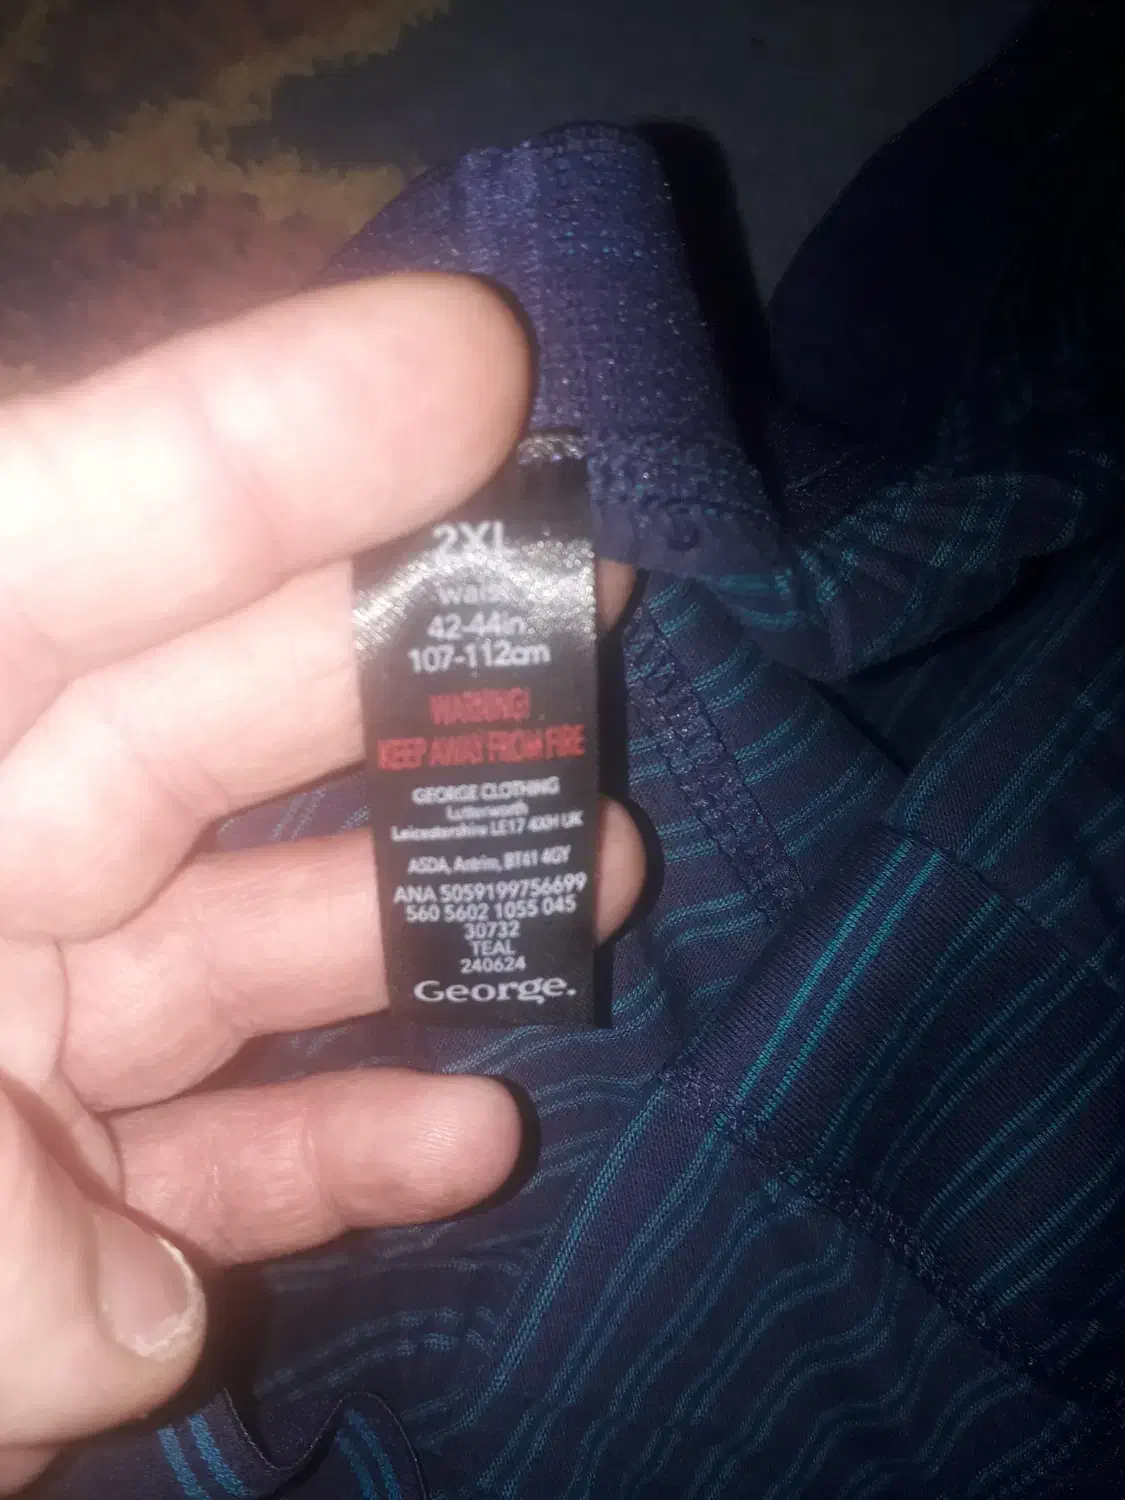 2XL
waist
42-44in
107-112cm
WARNING!
KEEP AWAY FROM FIRE
GEORGE CLOTHING
Lutterworth
Leicestershire LE17 4XH UK
ASDA, Antrim, BT41 4GY
ANA 5059199756699
560 5602 1055 045
30732
TEAL
240624
George.